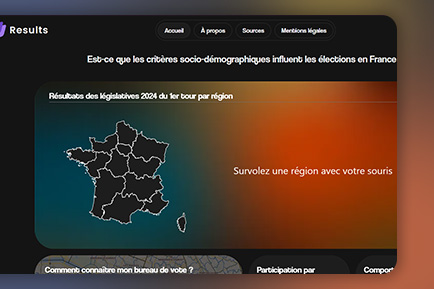 Results
Accueil
À propos
Sources
Mentions légales
Est-ce que les critères socio-démographiques influent les élections en France
Résultats des législatives 2024 du 1er tour par région
Survolez une région avec votre souris
Comment connaître mon bureau de vote ?
Participation par
Comport